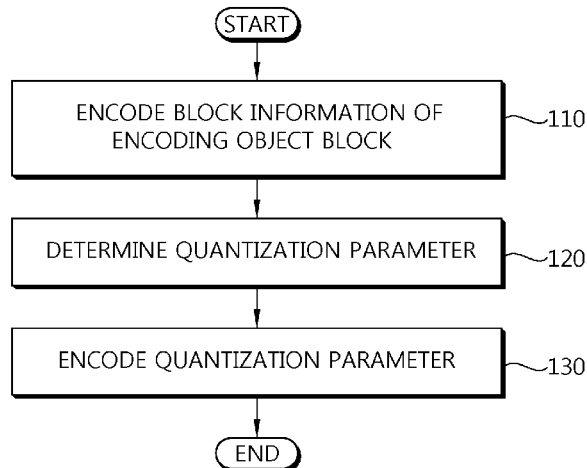 START
ENCODE BLOCK INFORMATION OF
ENCODING OBJECT BLOCK
110
DETERMINE QUANTIZATION PARAMETER
120
ENCODE QUANTIZATION PARAMETER
130
END